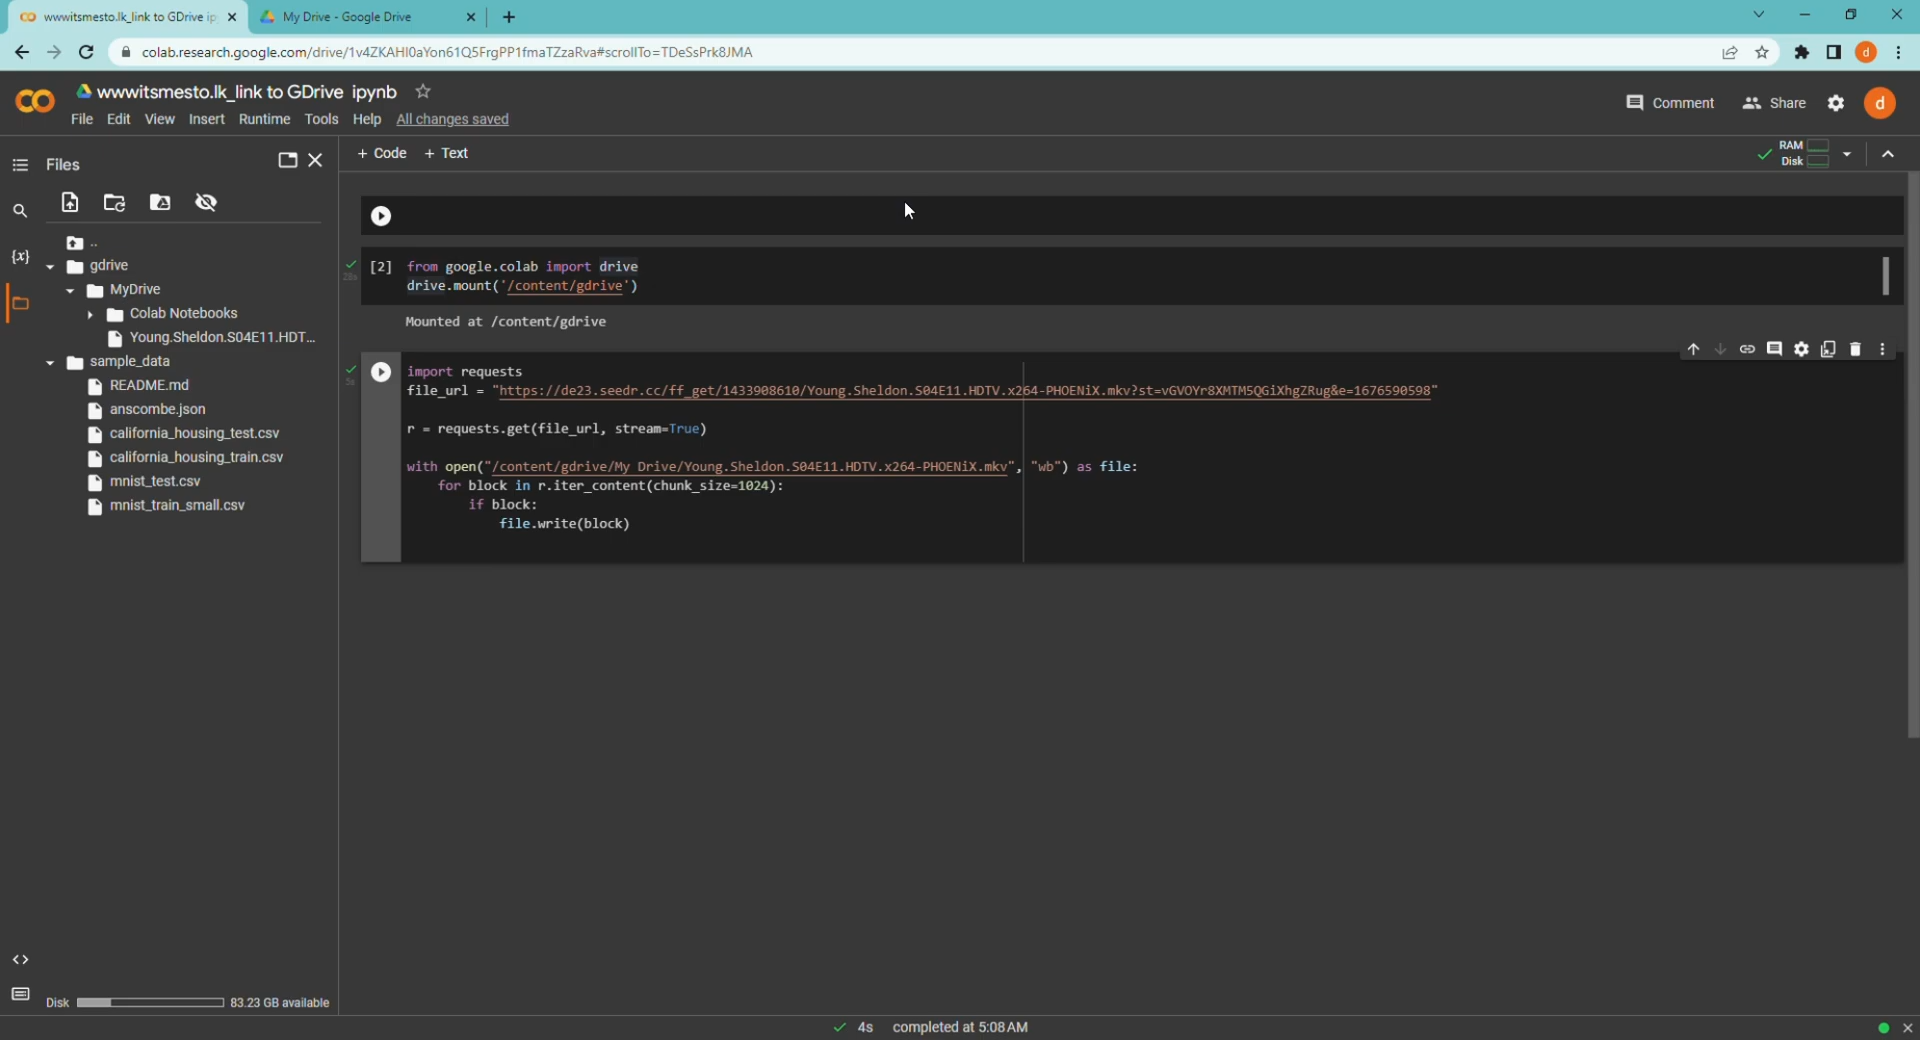 wwwitsmesto.lk_link to GDrive ip
My Drive - Google Drive
colab.research.google.com/drive/1v4ZKAHI0aYon61Q5FrgPP1fmaTZzaRva#scrollTo=TDeSsPrk8JMA
d
wwwitsmesto.lk_link to GDrive ipynb
Comment
Share
d
File Edit View Insert Runtime Tools Help All changes saved
Files
+ Code + Text
RAM
Disk
..
{x}
gdrive
[2] from google.colab import drive
28s
drive.mount('/content/gdrive')
MyDrive
Colab Notebooks
Mounted at /content/gdrive
Young.Sheldon.S04E11.HDT...
sample_data
import requests
5s
README.md
file_url = "https://de23.seedr.cc/ff_get/1433908610/Young.Sheldon.S04E11.HDTV.x264-PHOENiX.mkv?st=vGVOYr8XMTM5QGiXhgZRug&e=1676590598"
anscombe.json
california_housing_test.csv
r = requests.get(file_url, stream=True)
california_housing_train.csv
with open("/content/gdrive/My Drive/Young.Sheldon.S04E11.HDTV.x264-PHOENiX.mkv", "wb") as file:
mnist_test.csv
for block in r.iter_content(chunk_size=1024):
mnist_train_small.csv
if block:
file.write(block)
<>
Disk 83.23 GB available
4s completed at 5:08 AM